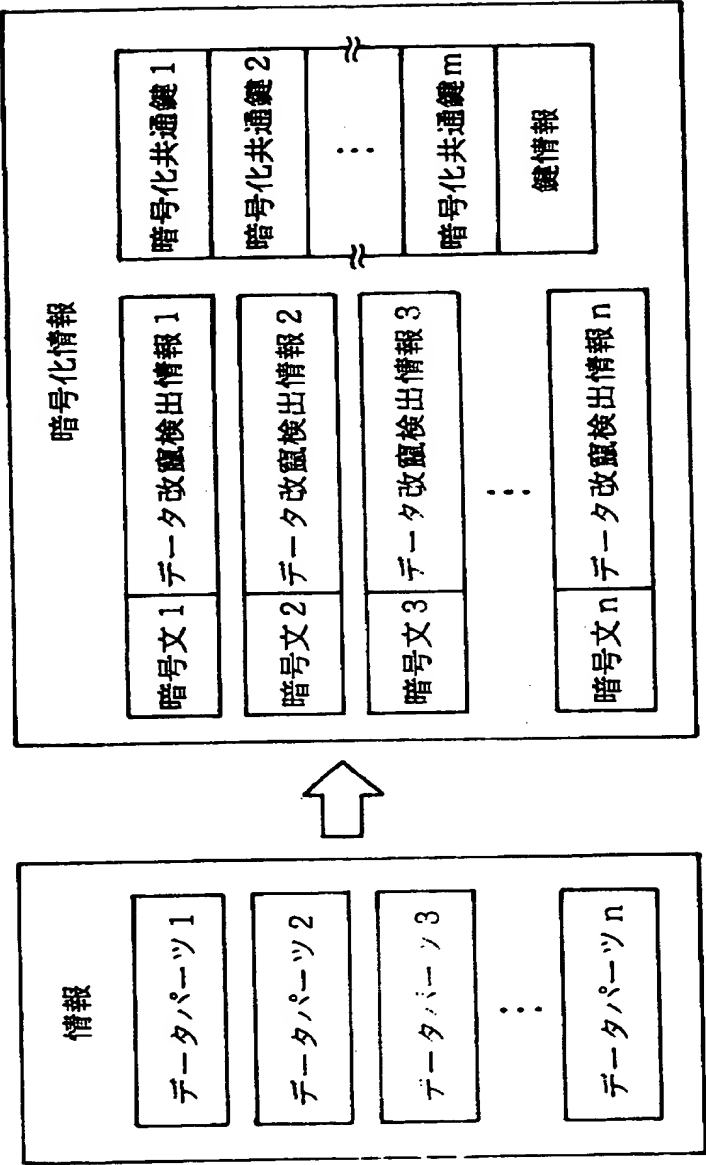 情報
データパーツ1
データパーツ2
データパーツ3
⋮
データパーツn
暗号化情報
暗号文1 データ改竄検出情報1
暗号文2 データ改竄検出情報2
暗号文3 データ改竄検出情報3
⋮
暗号文n データ改竄検出情報n
暗号化共通鍵1
暗号化共通鍵2
⋮
暗号化共通鍵m
鍵情報